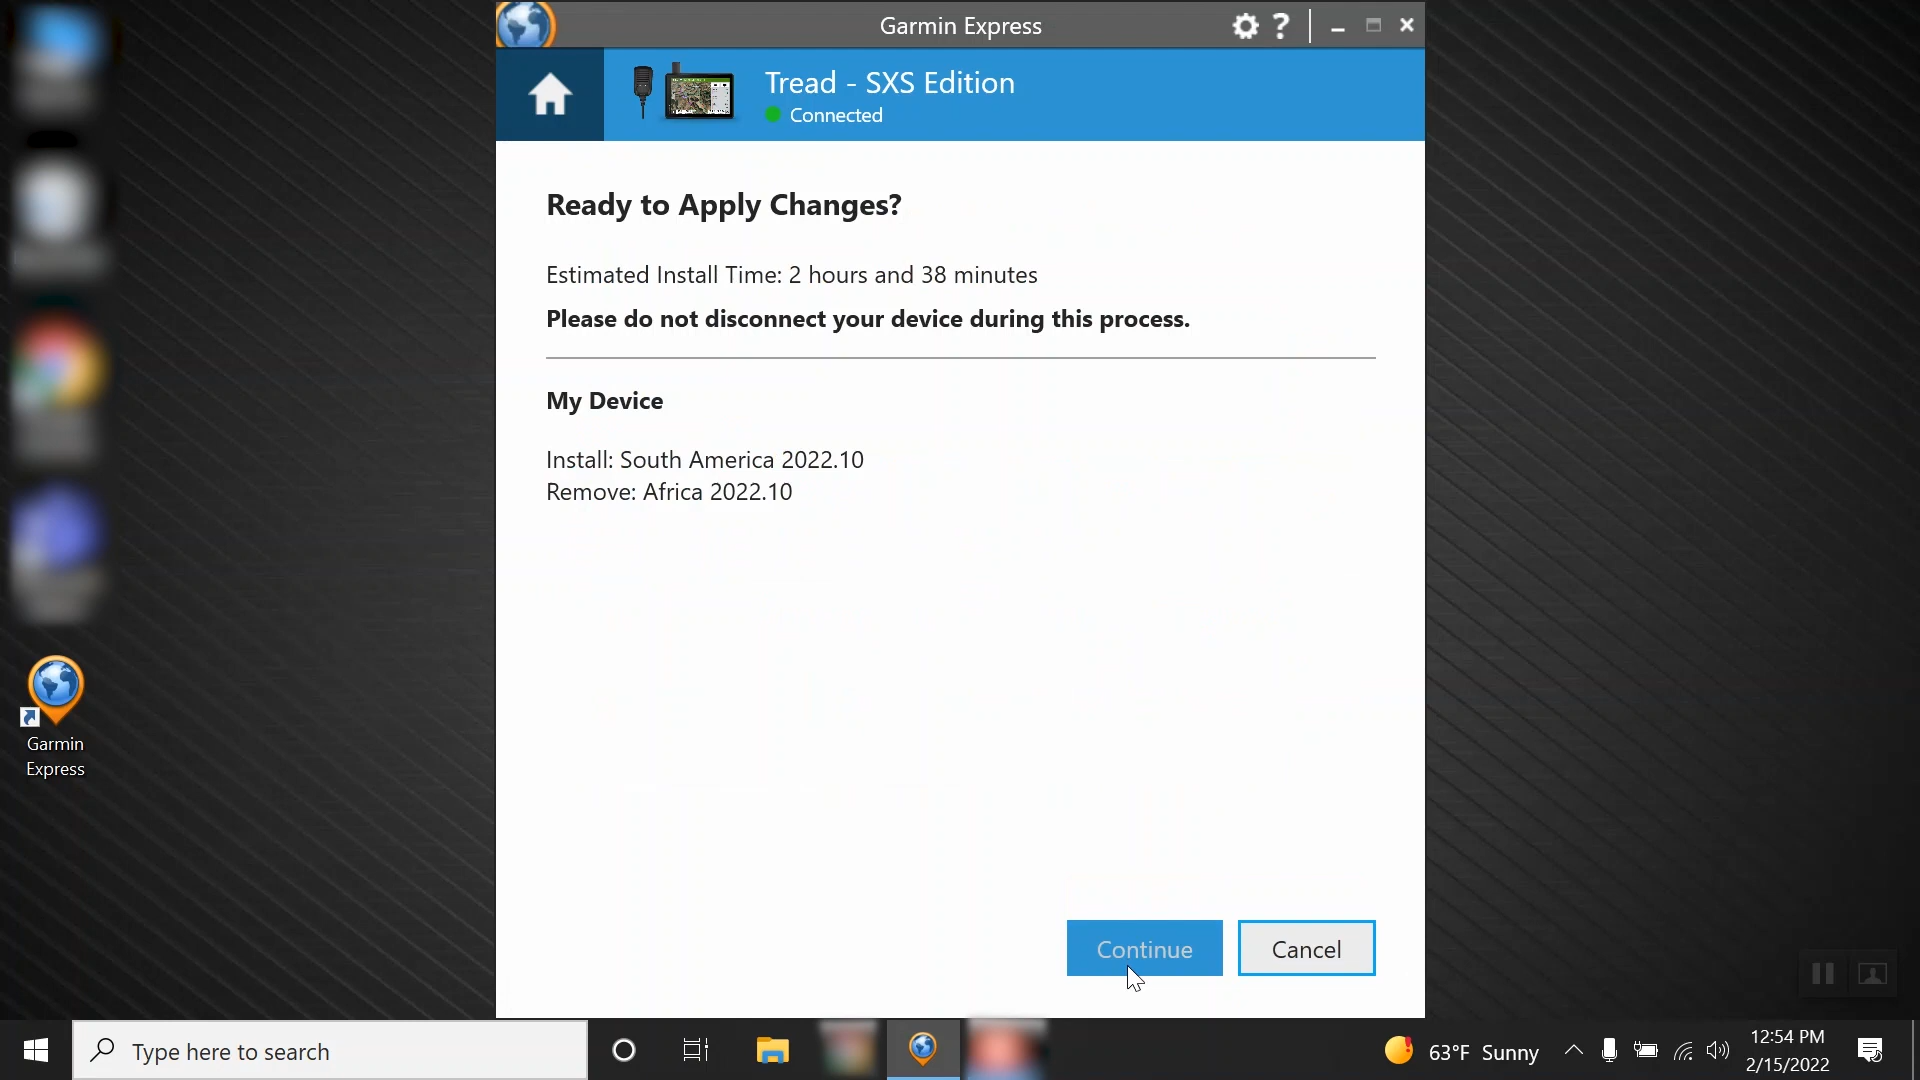 Garmin Express
?
Tread - SXS Edition
Connected
Ready to Apply Changes?
Estimated Install Time: 2 hours and 38 minutes
Please do not disconnect your device during this process.
My Device
Install: South America 2022.10
Remove: Africa 2022.10
Continue
Cancel
Garmin
Express
Type here to search
63°F Sunny
12:54 PM
2/15/2022